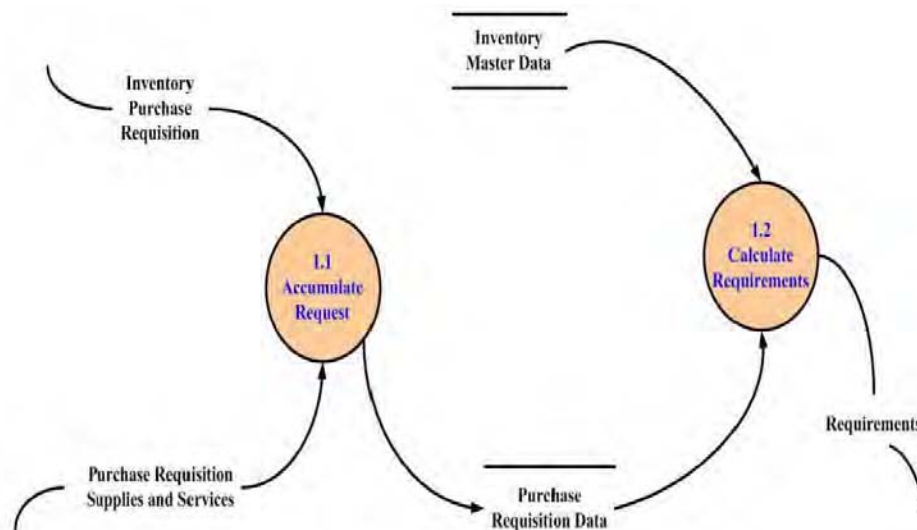 Inventory
Master Data
Inventory
Purchase
Requisition
1.1
Accumulate
Request
1.2
Calculate
Requirements
Purchase Requisition
Supplies and Services
Purchase
Requisition Data
Requirements